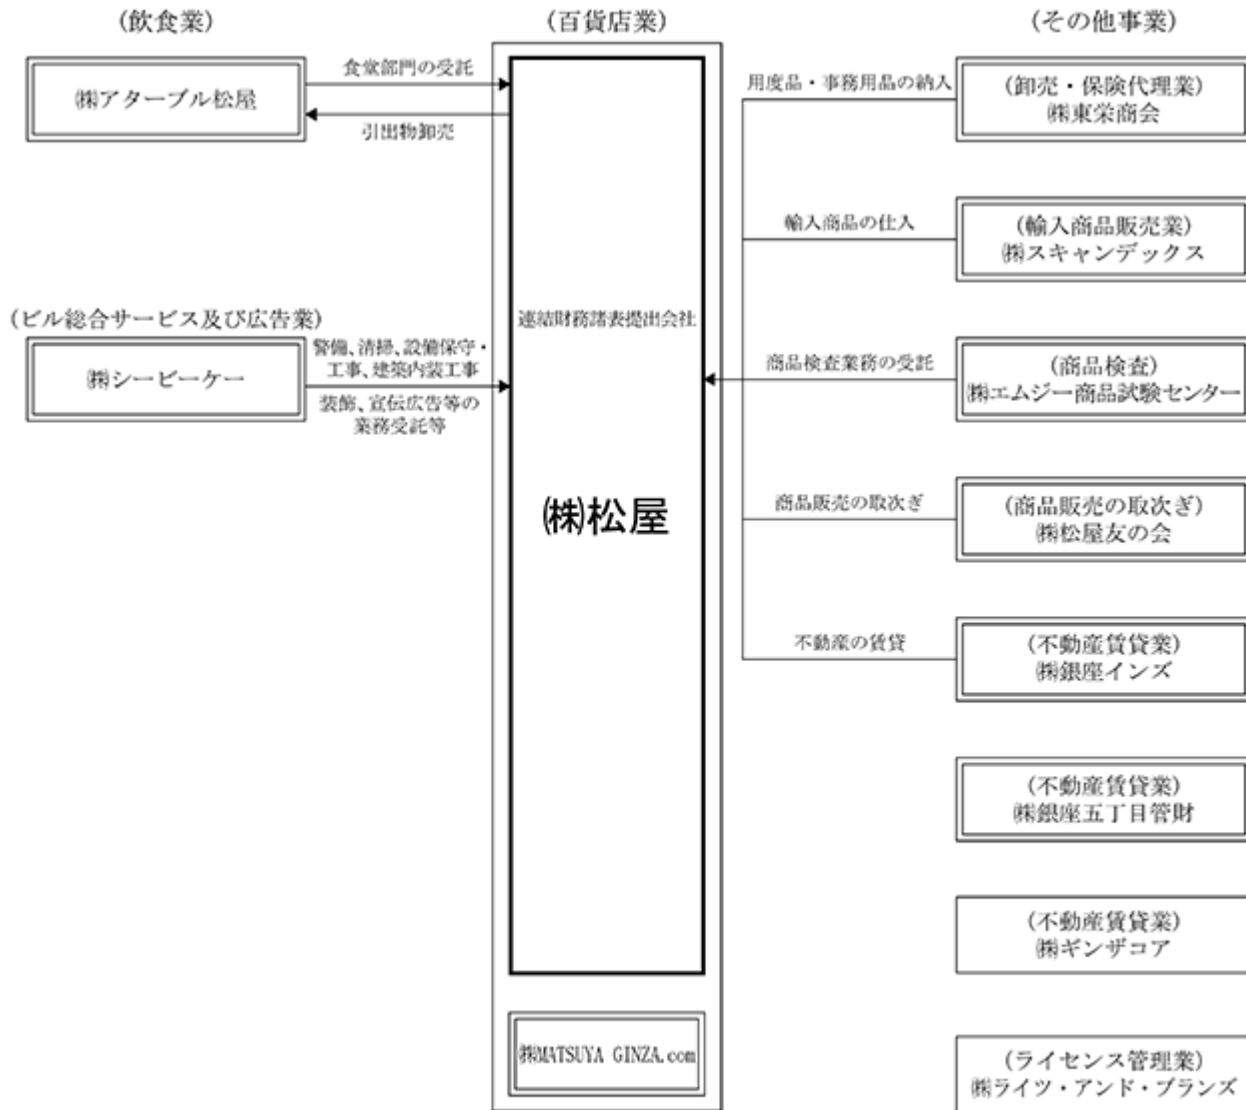 (飲食業)
(百貨店業)
(その他事業)
㈱アターブル松屋
食堂部門の受託
引出物卸売
(ビル総合サービス及び広告業)
㈱シービーケー
警備、清掃、設備保守・
工事、建築内装工事
装飾、宣伝広告等の
業務受託等
連結財務諸表提出会社
㈱松屋
㈱MATSUYA GINZA.com
用度品・事務用品の納入
(卸売・保険代理業)
㈱東栄商会
輸入商品の仕入
(輸入商品販売業)
㈱スキャンデックス
商品検査業務の受託
(商品検査)
㈱エムジー商品試験センター
商品販売の取次ぎ
(商品販売の取次ぎ)
㈱松屋友の会
不動産の賃貸
(不動産賃貸業)
㈱銀座インズ
(不動産賃貸業)
㈱銀座五丁目管財
(不動産賃貸業)
㈱ギンザコア
(ライセンス管理業)
㈱ライツ・アンド・ブランズ